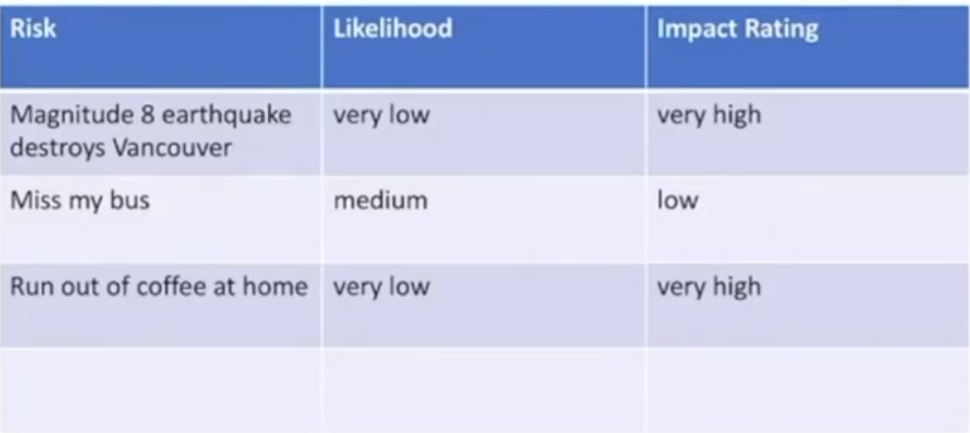 Risk Likelihood Impact Rating
Magnitude 8 earthquake very low very high
destroys Vancouver
Miss my bus medium low
Run out of coffee at home very low very high